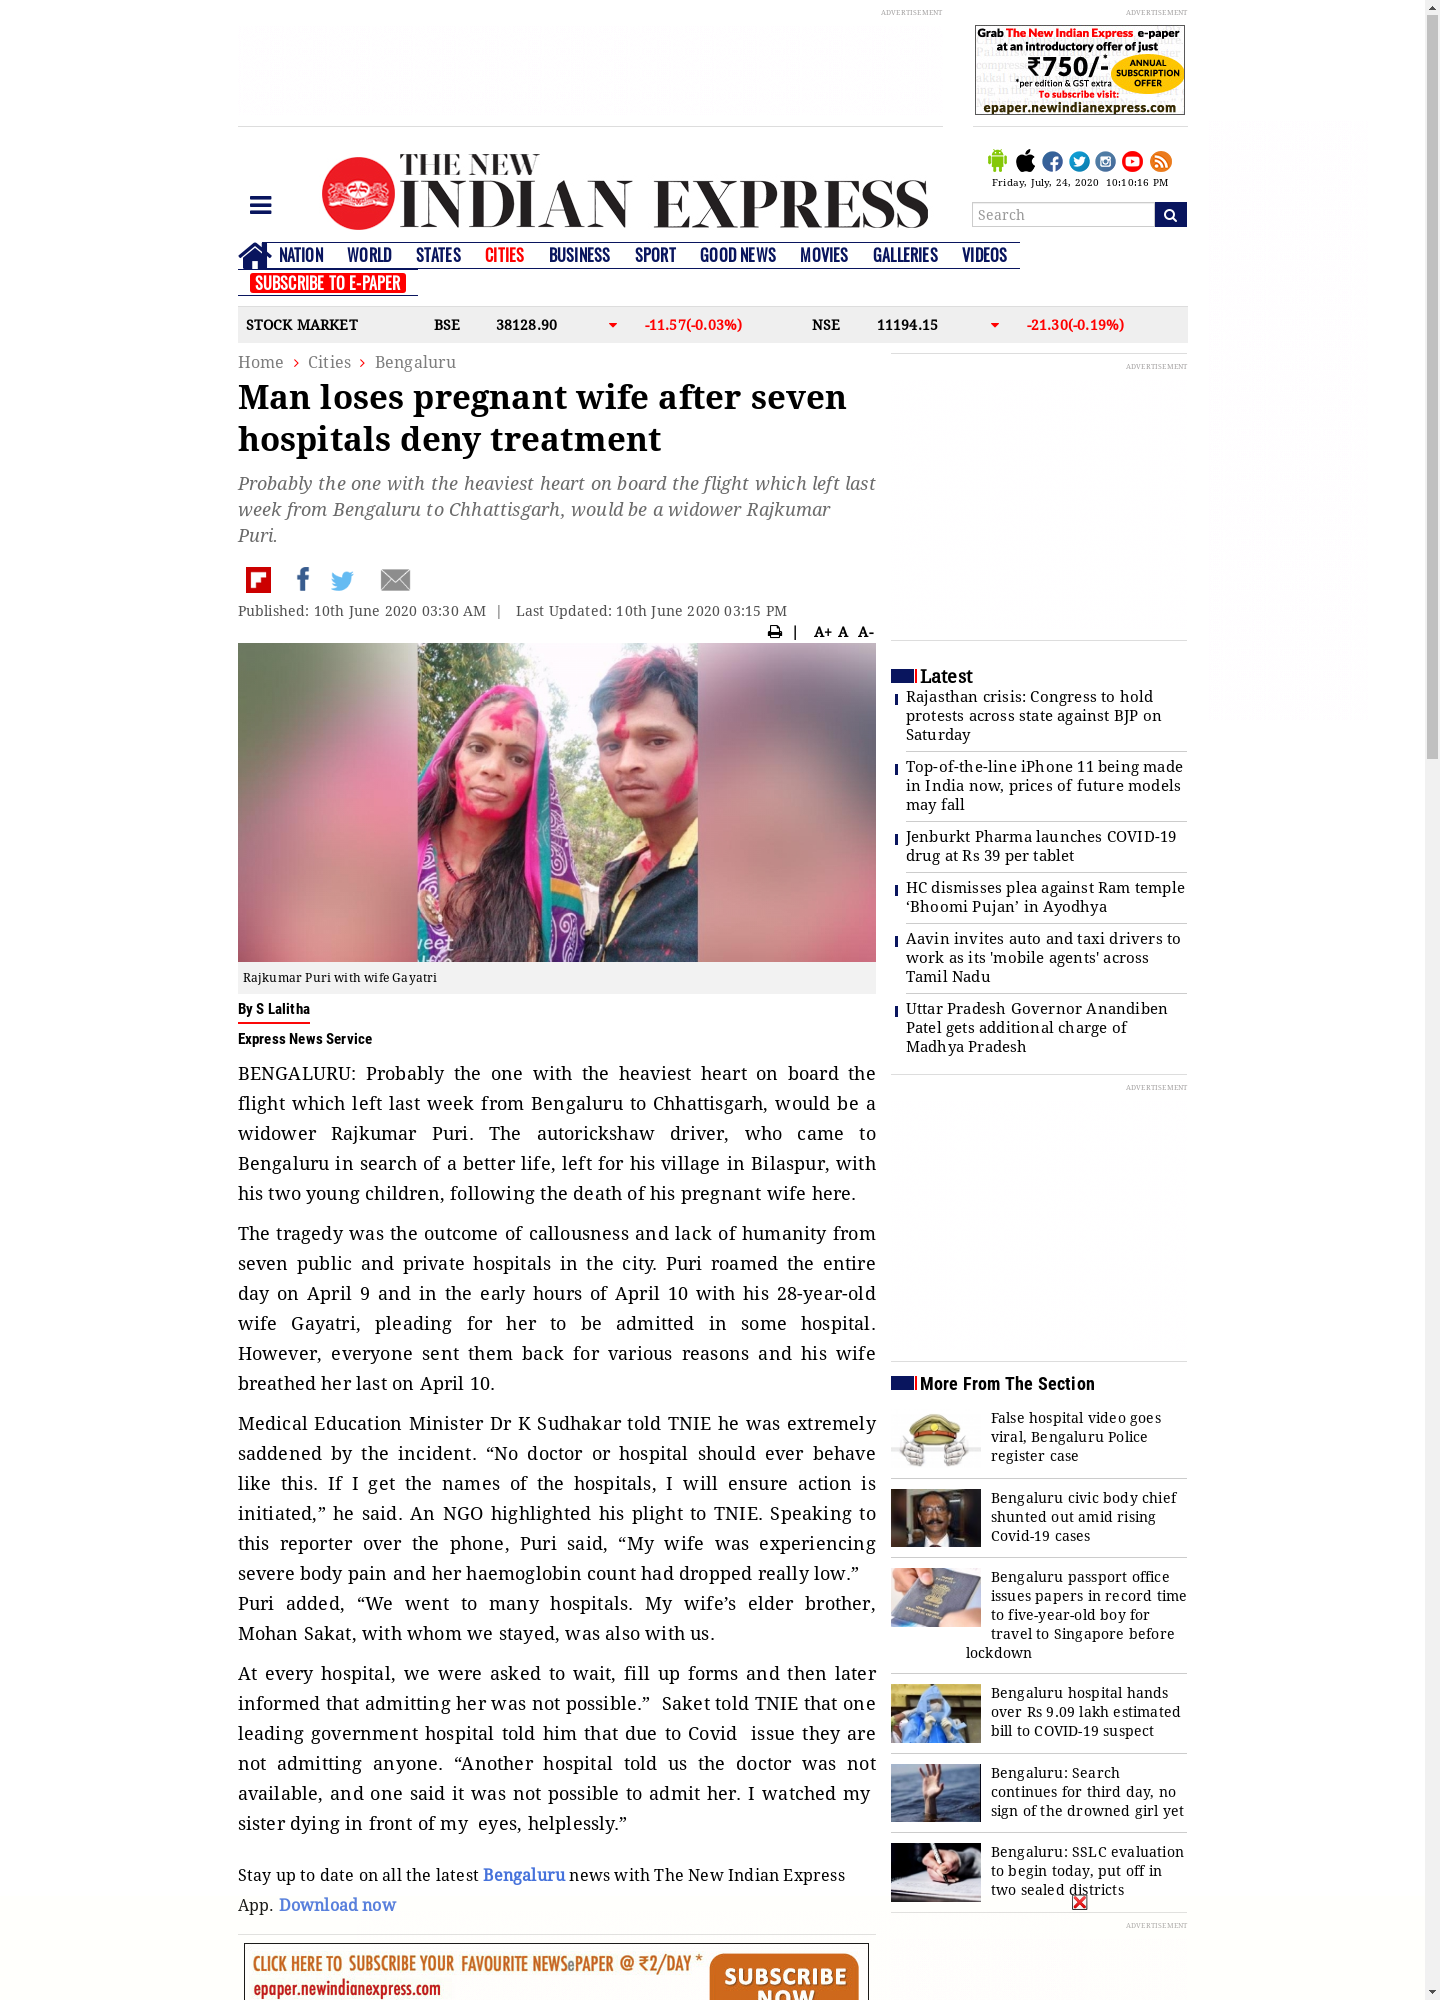 ADVERTISEMENT
ADVERTISEMENT
Grab The New Indian Express e-paper
at an introductory offer of just
₹750/-
*per edition & GST extra
ANNUAL
SUBSCRIPTION
OFFER
To subscribe visit:
epaper.newindianexpress.com
THE NEW
INDIAN EXPRESS
Friday, July, 24, 2020 10:10:16 PM
Search
NATION WORLD STATES CITIES BUSINESS SPORT GOOD NEWS MOVIES GALLERIES VIDEOS
SUBSCRIBE TO E-PAPER
STOCK MARKET BSE 38128.90 -11.57(-0.03%) NSE 11194.15 -21.30(-0.19%)
Home > Cities > Bengaluru
Man loses pregnant wife after seven
hospitals deny treatment
Probably the one with the heaviest heart on board the flight which left last
week from Bengaluru to Chhattisgarh, would be a widower Rajkumar
Puri.
Published: 10th June 2020 03:30 AM | Last Updated: 10th June 2020 03:15 PM
| A+ A A-
Rajkumar Puri with wife Gayatri
By S Lalitha
Express News Service
BENGALURU: Probably the one with the heaviest heart on board the
flight which left last week from Bengaluru to Chhattisgarh, would be a
widower Rajkumar Puri. The autorickshaw driver, who came to
Bengaluru in search of a better life, left for his village in Bilaspur, with
his two young children, following the death of his pregnant wife here.
The tragedy was the outcome of callousness and lack of humanity from
seven public and private hospitals in the city. Puri roamed the entire
day on April 9 and in the early hours of April 10 with his 28-year-old
wife Gayatri, pleading for her to be admitted in some hospital.
However, everyone sent them back for various reasons and his wife
breathed her last on April 10.
Medical Education Minister Dr K Sudhakar told TNIE he was extremely
saddened by the incident. “No doctor or hospital should ever behave
like this. If I get the names of the hospitals, I will ensure action is
initiated,” he said. An NGO highlighted his plight to TNIE. Speaking to
this reporter over the phone, Puri said, “My wife was experiencing
severe body pain and her haemoglobin count had dropped really low.”
Puri added, “We went to many hospitals. My wife’s elder brother,
Mohan Sakat, with whom we stayed, was also with us.
At every hospital, we were asked to wait, fill up forms and then later
informed that admitting her was not possible.” Saket told TNIE that one
leading government hospital told him that due to Covid issue they are
not admitting anyone. “Another hospital told us the doctor was not
available, and one said it was not possible to admit her. I watched my
sister dying in front of my eyes, helplessly.”
Stay up to date on all the latest Bengaluru news with The New Indian Express
App. Download now
CLICK HERE TO SUBSCRIBE YOUR FAVOURITE NEWSePAPER @ ₹2/DAY *
epaper.newindianexpress.com
SUBSCRIBE
NOW
ADVERTISEMENT
Latest
Rajasthan crisis: Congress to hold
protests across state against BJP on
Saturday
Top-of-the-line iPhone 11 being made
in India now, prices of future models
may fall
Jenburkt Pharma launches COVID-19
drug at Rs 39 per tablet
HC dismisses plea against Ram temple
‘Bhoomi Pujan’ in Ayodhya
Aavin invites auto and taxi drivers to
work as its 'mobile agents' across
Tamil Nadu
Uttar Pradesh Governor Anandiben
Patel gets additional charge of
Madhya Pradesh
ADVERTISEMENT
More From The Section
False hospital video goes
viral, Bengaluru Police
register case
Bengaluru civic body chief
shunted out amid rising
Covid-19 cases
Bengaluru passport office
issues papers in record time
to five-year-old boy for
travel to Singapore before
lockdown
Bengaluru hospital hands
over Rs 9.09 lakh estimated
bill to COVID-19 suspect
Bengaluru: Search
continues for third day, no
sign of the drowned girl yet
Bengaluru: SSLC evaluation
to begin today, put off in
two sealed districts
ADVERTISEMENT